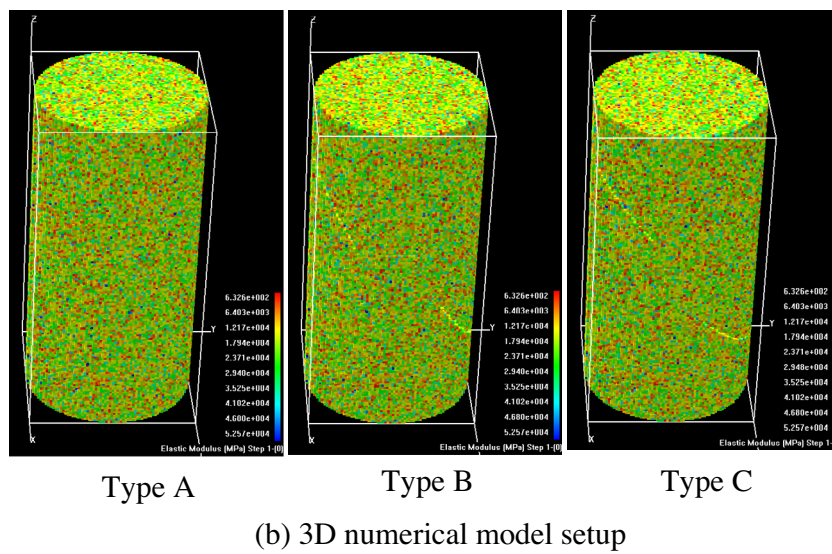 Z
Y
X
6.326e+002
6.403e+003
1.217e+004
1.794e+004
2.371e+004
2.948e+004
3.525e+004
4.102e+004
4.680e+004
5.257e+004
Elastic Modulus (MPa) Step 1-(0)
Z
Y
X
6.326e+002
6.403e+003
1.217e+004
1.794e+004
2.371e+004
2.948e+004
3.525e+004
4.102e+004
4.680e+004
5.257e+004
Elastic Modulus (MPa) Step 1-(0)
Z
Y
X
6.326e+002
6.403e+003
1.217e+004
1.794e+004
2.371e+004
2.948e+004
3.525e+004
4.102e+004
4.600e+004
5.257e+004
Elastic Modulus (MPa) Step 1-(0)
Type A
Type B
Type C
(b) 3D numerical model setup